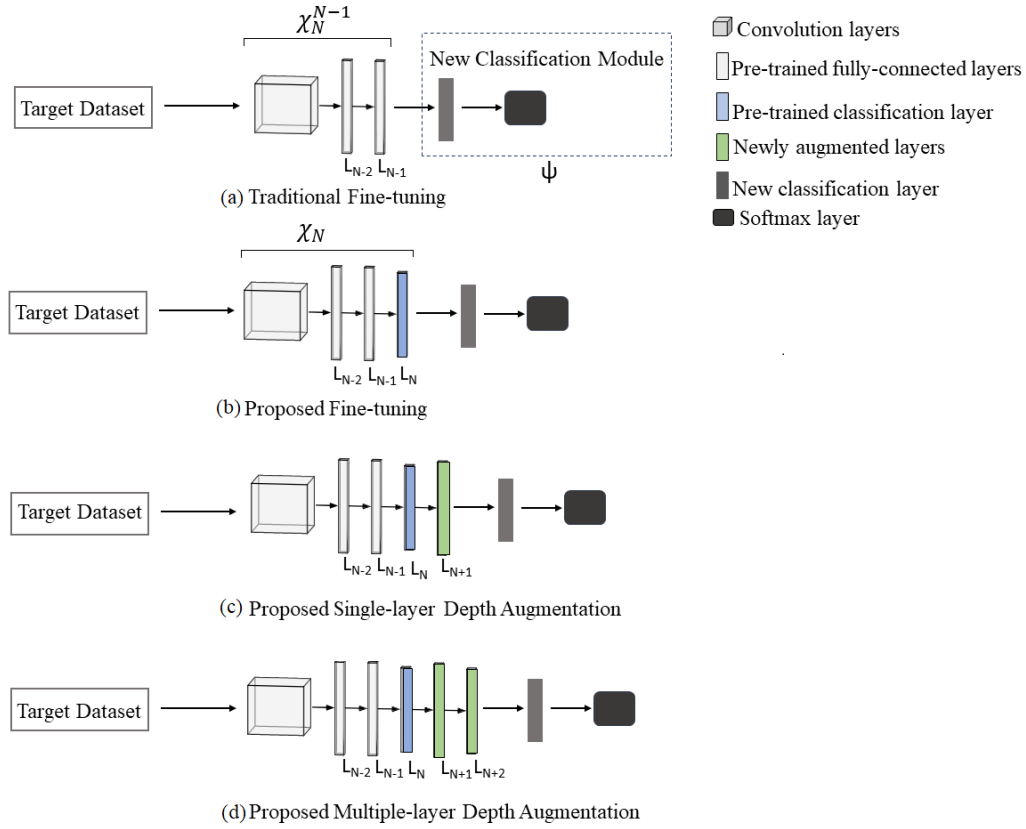 χ_N^{N-1}
New Classification Module
Target Dataset
L_{N-2} L_{N-1}
ψ
(a) Traditional Fine-tuning
Convolution layers
Pre-trained fully-connected layers
Pre-trained classification layer
Newly augmented layers
New classification layer
Softmax layer
χ_N
Target Dataset
L_{N-2} L_{N-1} L_N
(b) Proposed Fine-tuning
Target Dataset
L_{N-2} L_{N-1} L_N L_{N+1}
(c) Proposed Single-layer Depth Augmentation
Target Dataset
L_{N-2} L_{N-1} L_N L_{N+1} L_{N+2}
(d) Proposed Multiple-layer Depth Augmentation